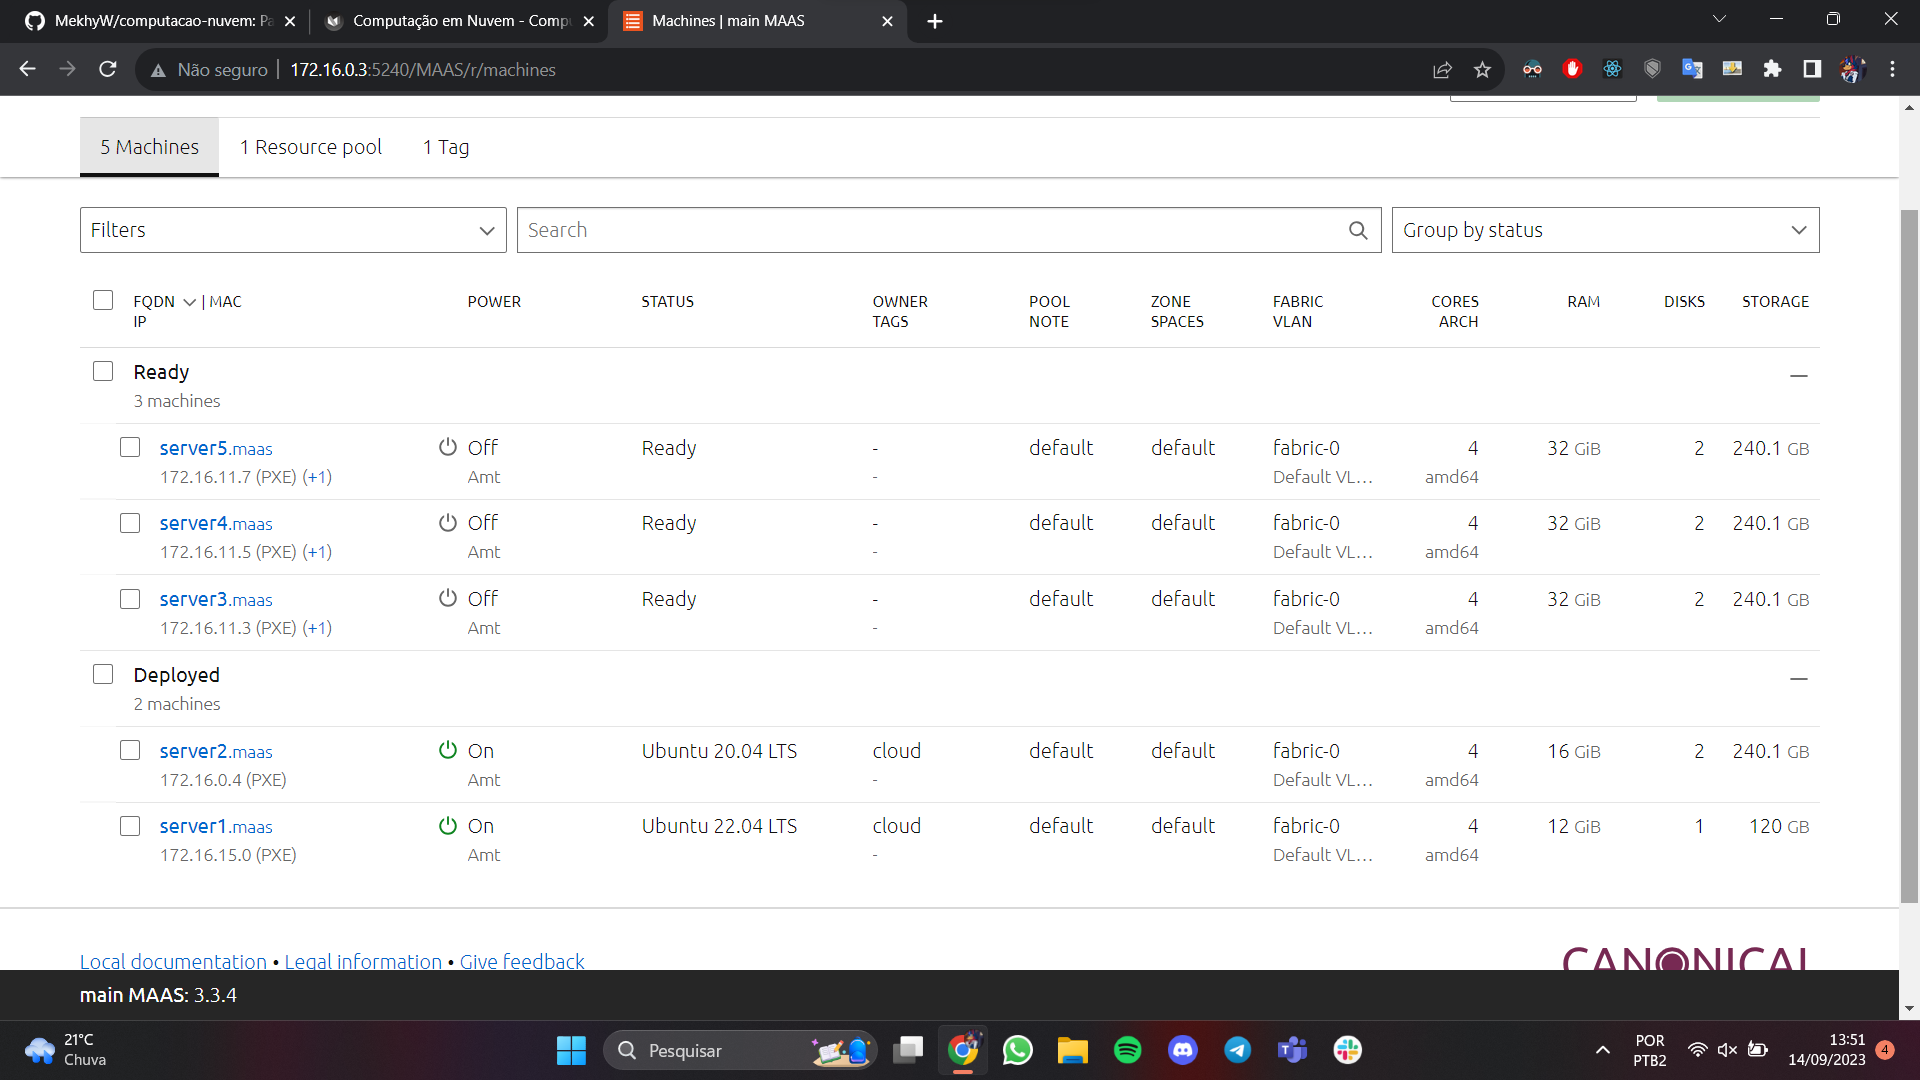 MekhyW/computacao-nuvem: Pa
Computação em Nuvem - Compu
Machines | main MAAS
Não seguro
172.16.0.3:5240/MAAS/r/machines
5 Machines
1 Resource pool
1 Tag
Filters
Search
Group by status
FQDN | MAC POWER STATUS OWNER POOL ZONE FABRIC CORES RAM DISKS STORAGE
IP TAGS NOTE SPACES VLAN ARCH
Ready
3 machines
server5.maas Off Ready - default default fabric-0 4 32 GiB 2 240.1 GB
172.16.11.7 (PXE) (+1) Amt - Default VL... amd64
server4.maas Off Ready - default default fabric-0 4 32 GiB 2 240.1 GB
172.16.11.5 (PXE) (+1) Amt - Default VL... amd64
server3.maas Off Ready - default default fabric-0 4 32 GiB 2 240.1 GB
172.16.11.3 (PXE) (+1) Amt - Default VL... amd64
Deployed
2 machines
server2.maas On Ubuntu 20.04 LTS cloud default default fabric-0 4 16 GiB 2 240.1 GB
172.16.0.4 (PXE) Amt - Default VL... amd64
server1.maas On Ubuntu 22.04 LTS cloud default default fabric-0 4 12 GiB 1 120 GB
172.16.15.0 (PXE) Amt - Default VL... amd64
Local documentation • Legal information • Give feedback
CANONICAL
main MAAS: 3.3.4
21°C
Chuva
Pesquisar
POR
PTB2
13:51
14/09/2023
4